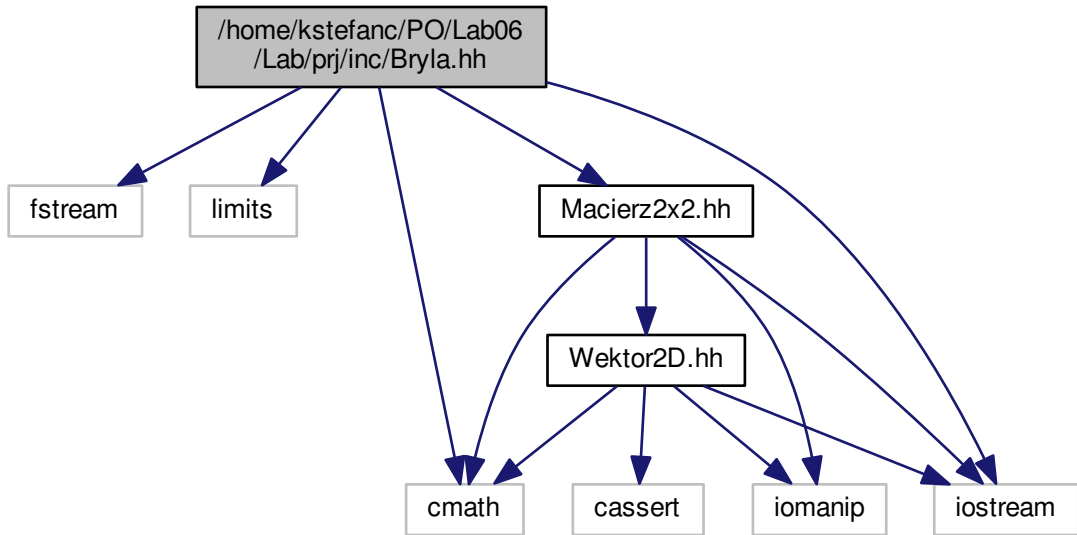 /home/kstefanc/PO/Lab06
/Lab/prj/inc/Bryla.hh
fstream
limits
Macierz2x2.hh
Wektor2D.hh
cmath
cassert
iomanip
iostream